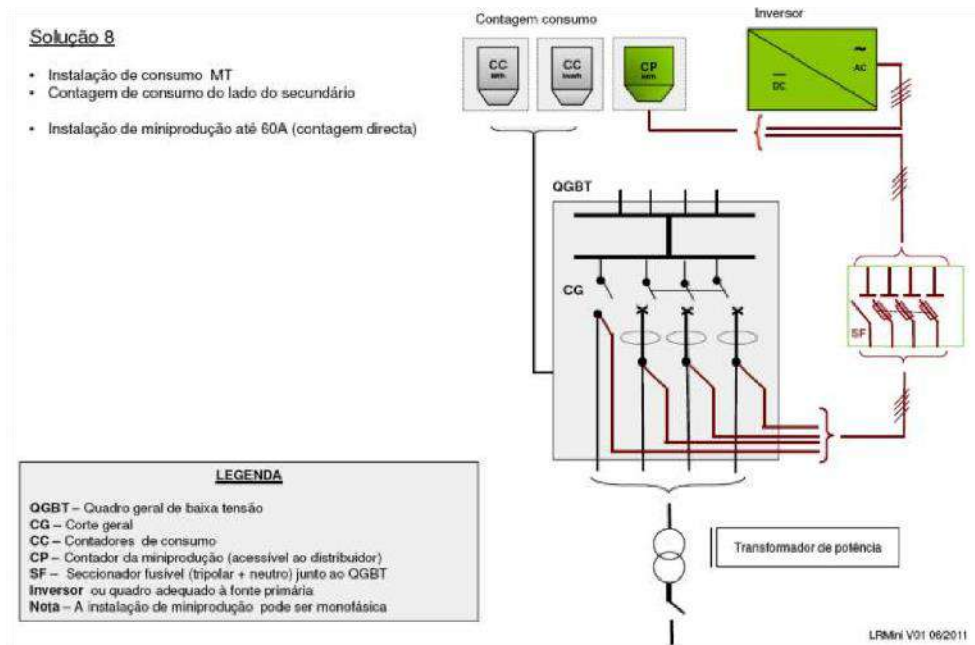 Solução 8
• Instalação de consumo MT
• Contagem de consumo do lado do secundário
• Instalação de miniprodução até 60A (contagem directa)
Contagem consumo
CC
CC
CP
Inversor
AC
DC
QGBT
CG
SF
Transformador de potência
LEGENDA
QGBT – Quadro geral de baixa tensão
CG – Corte geral
CC – Contadores de consumo
CP – Contador da miniprodução (acessível ao distribuidor)
SF – Seccionador fusível (tripolar + neutro) junto ao QGBT
Inversor ou quadro adequado à fonte primária
Nota – A instalação de miniprodução pode ser monofásica
LRMini V01 06/2011